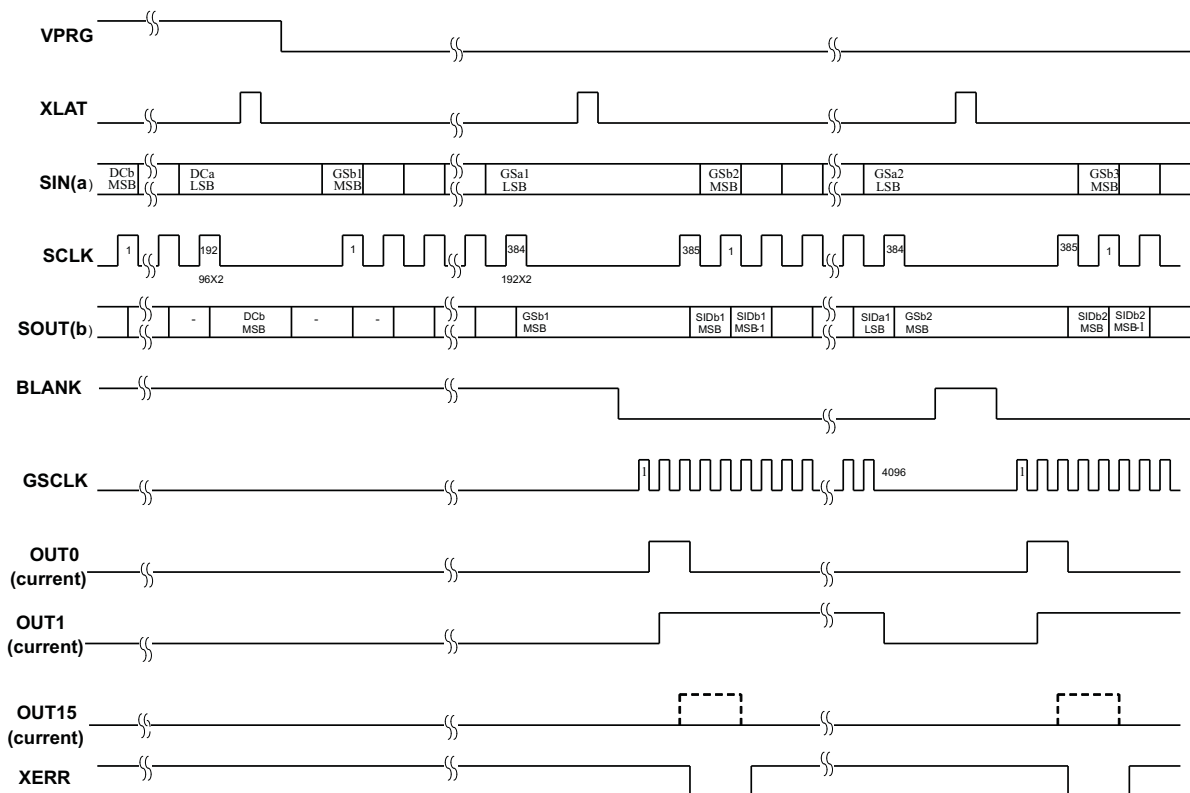 VPRG
XLAT
SIN(a)
DCb
MSB
DCa
LSB
GSb1
MSB
GSa1
LSB
GSb2
MSB
GSa2
LSB
GSb3
MSB
SCLK
1
192
1
384
385
1
384
385
1
96X2
192X2
SOUT(b)
-
DCb
MSB
-
-
GSb1
MSB
SIDb1
MSB
SIDb1
MSB-1
SIDa1
LSB
GSb2
MSB
SIDb2
MSB
SIDb2
MSB-1
BLANK
GSCLK
1
4096
1
OUT0
(current)
OUT1
(current)
OUT15
(current)
XERR